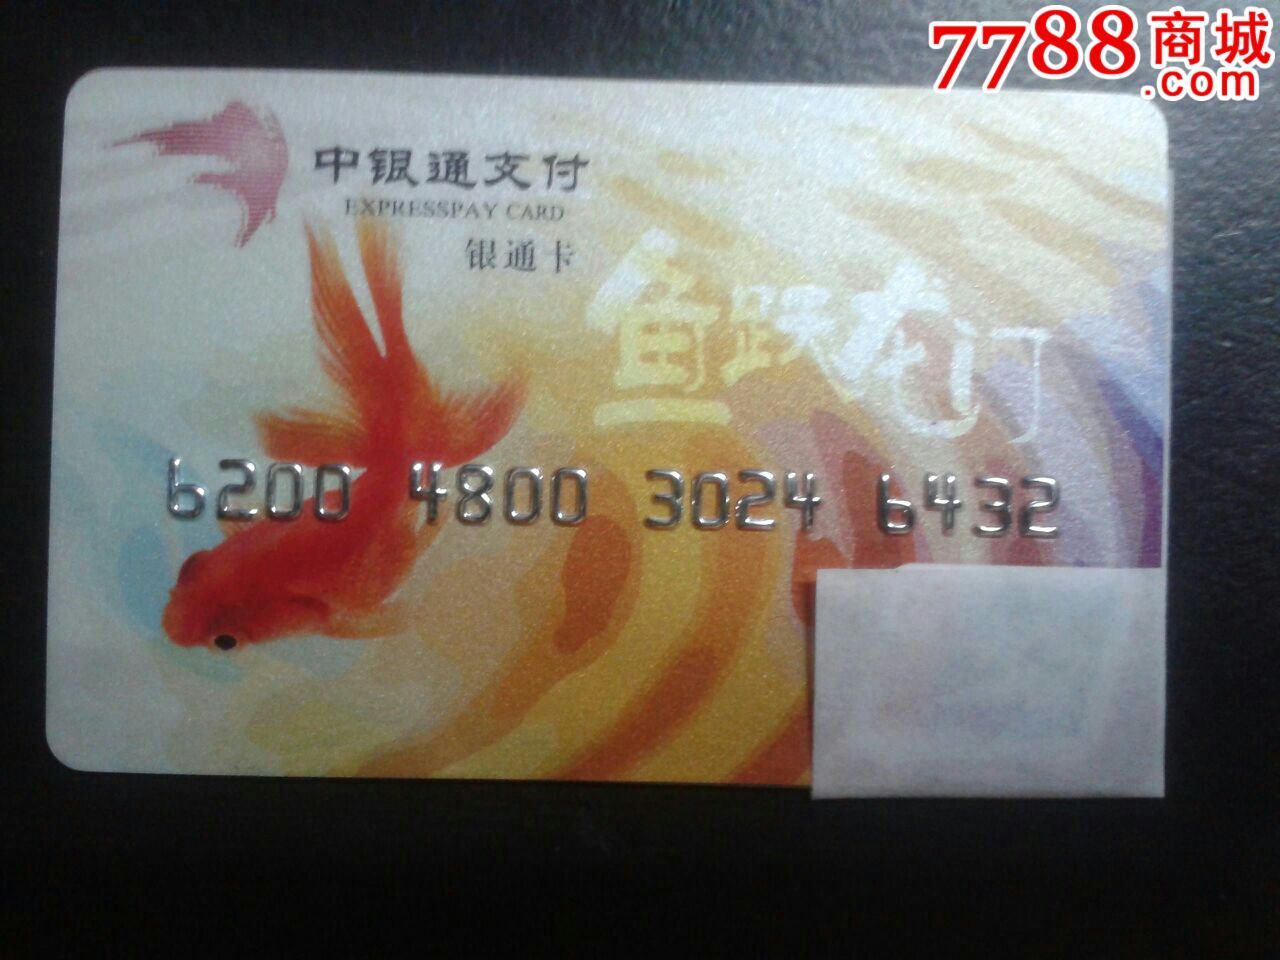 7788商城
.com
中银通支付
EXPRESSPAY CARD
银通卡
鱼跃龙门
6200 4800 3024 6432